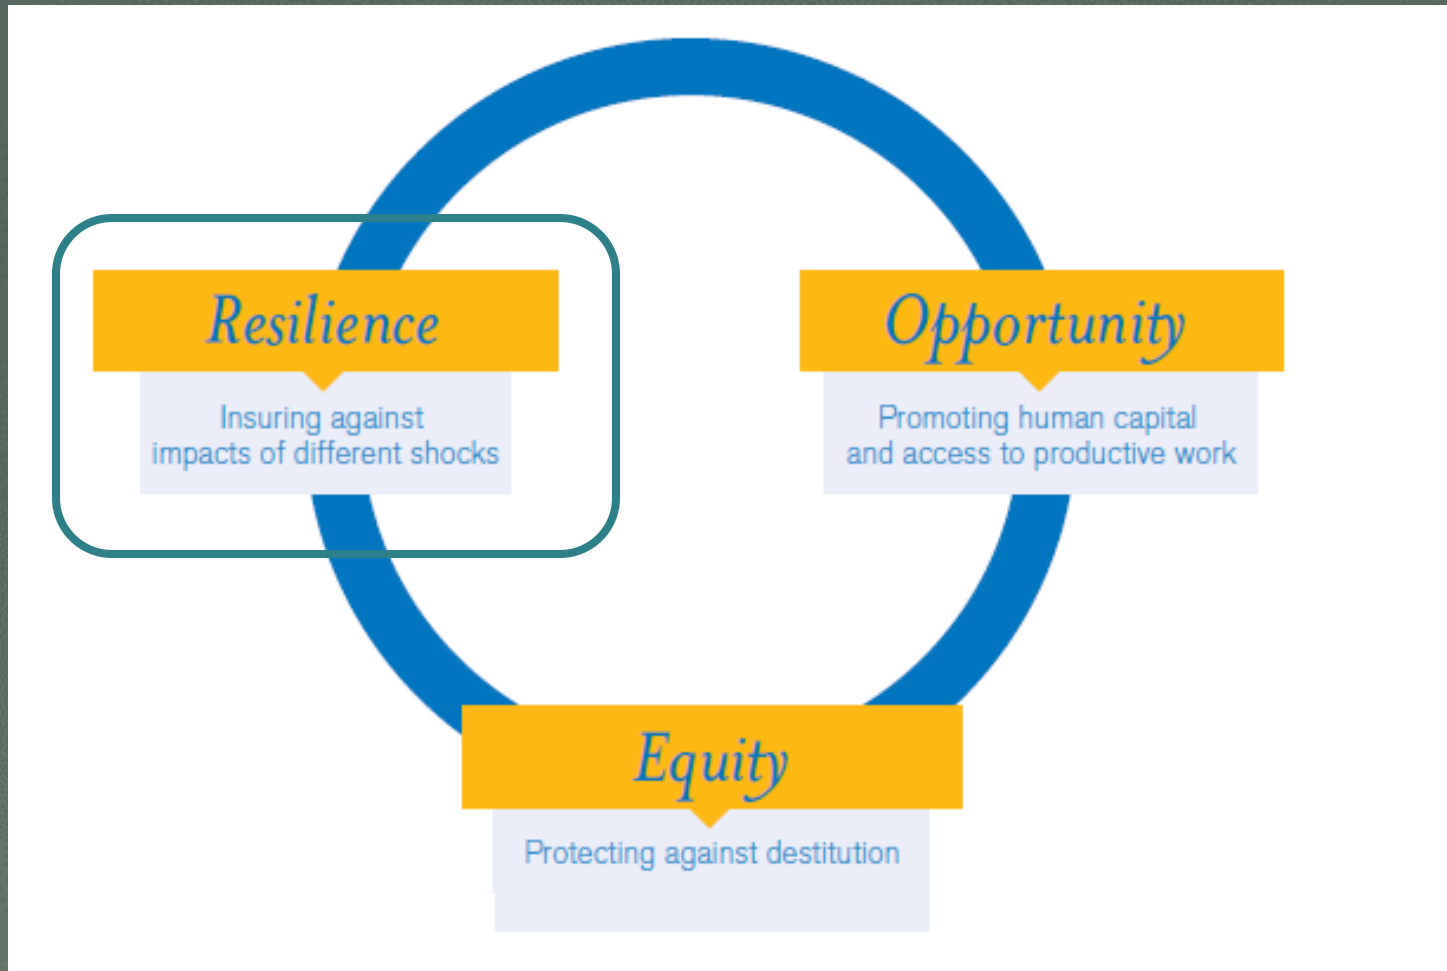 Resilience
Insuring against
impacts of different shocks
Opportunity
Promoting human capital
and access to productive work
Equity
Protecting against destitution